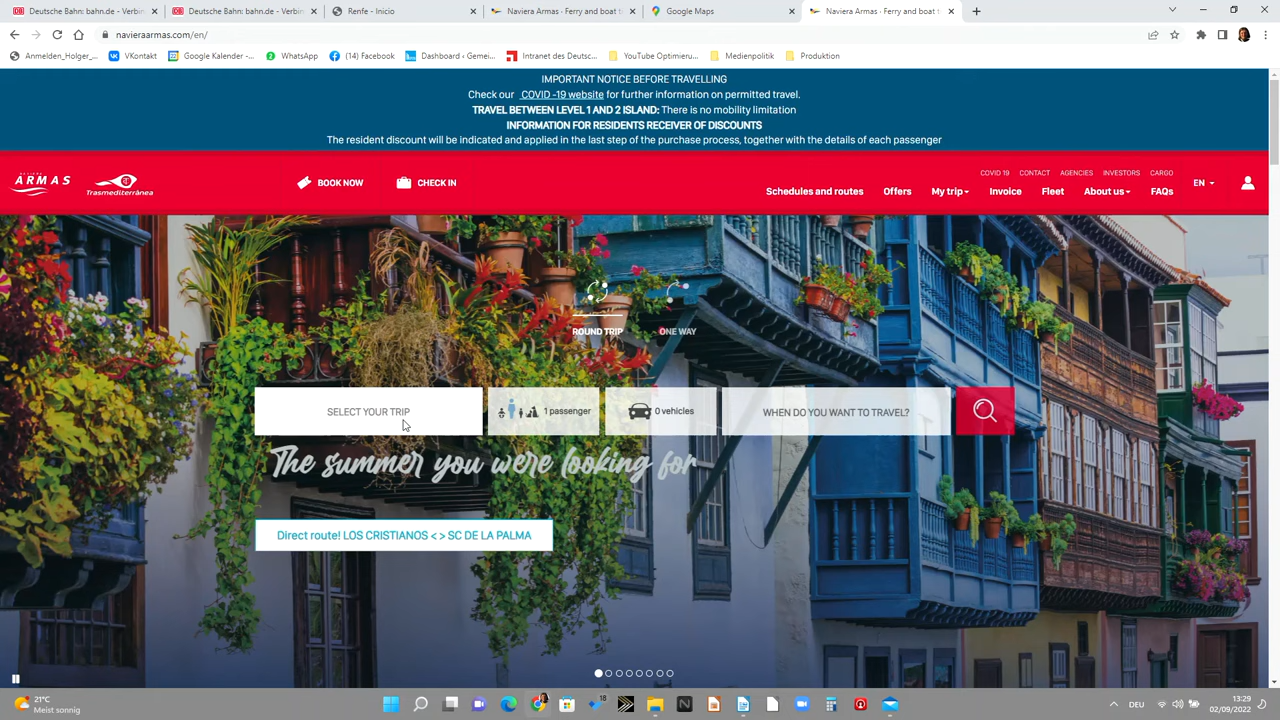 Deutsche Bahn: bahn.de - Verbin
Deutsche Bahn: bahn.de - Verbin
Renfe - Inicio
Naviera Armas - Ferry and boat t
Google Maps
Naviera Armas - Ferry and boat t
navieraarmas.com/en/
Anmelden_Holger_...
VKontakt
Google Kalender -...
WhatsApp
(14) Facebook
Dashboard ‹ Gemei...
Intranet des Deutsc...
YouTube Optimieru...
Medienpolitik
Produktion
IMPORTANT NOTICE BEFORE TRAVELLING
Check our COVID -19 website for further information on permitted travel.
TRAVEL BETWEEN LEVEL 1 AND 2 ISLAND: There is no mobility limitation
INFORMATION FOR RESIDENTS RECEIVER OF DISCOUNTS
The resident discount will be indicated and applied in the last step of the purchase process, together with the details of each passenger
NAVIERA
ARMAS
Trasmediterránea
BOOK NOW
CHECK IN
COVID 19
CONTACT
AGENCIES
INVESTORS
CARGO
Schedules and routes
Offers
My trip
Invoice
Fleet
About us
FAQs
EN
ROUND TRIP
ONE WAY
SELECT YOUR TRIP
1 passenger
0 vehicles
WHEN DO YOU WANT TO TRAVEL?
The summer you were looking for
Direct route! LOS CRISTIANOS < > SC DE LA PALMA
21°C
Meist sonnig
18
DEU
13:29
02/09/2022